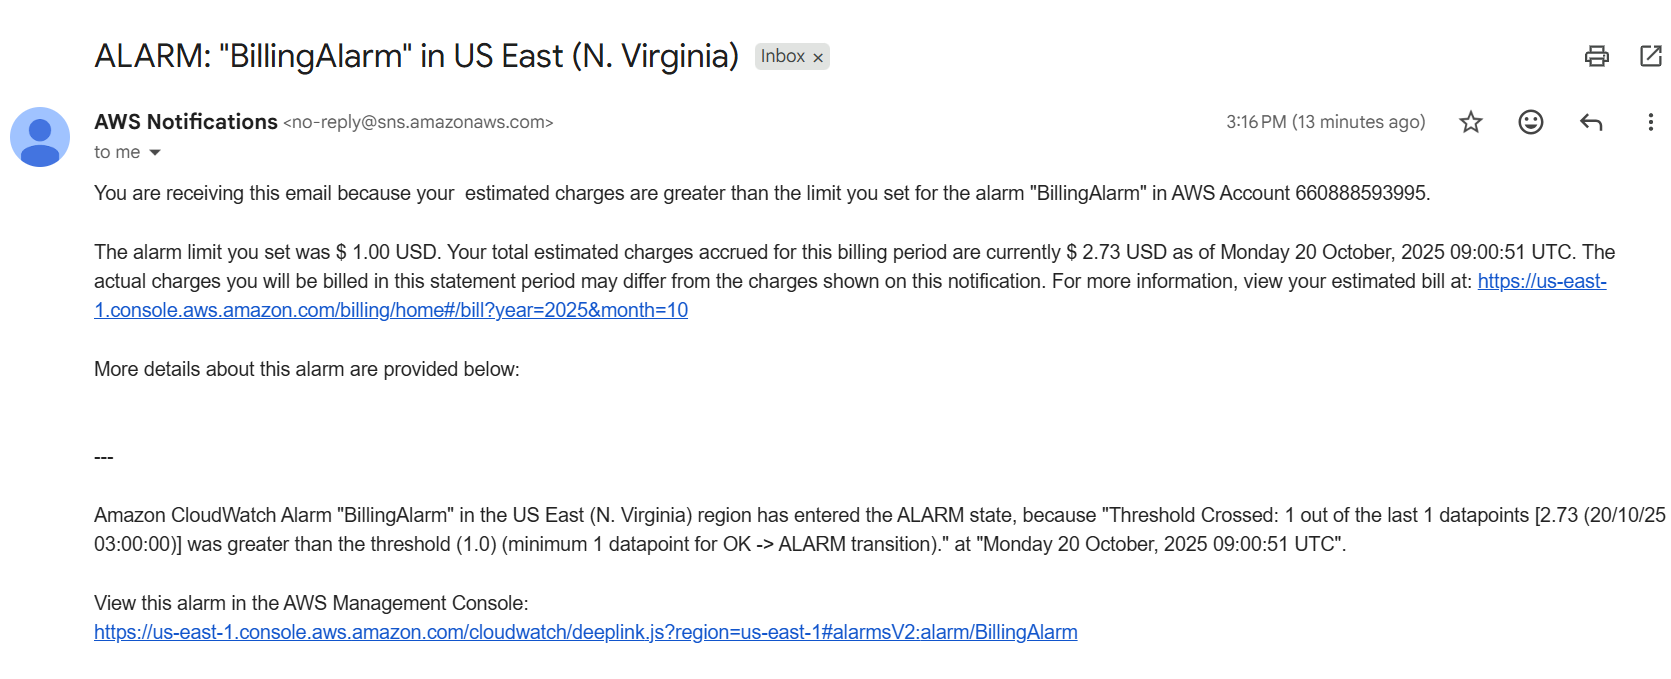 ALARM: "BillingAlarm" in US East (N. Virginia) Inbox ×
AWS Notifications <no-reply@sns.amazonaws.com> 3:16 PM (13 minutes ago)
to me
You are receiving this email because your  estimated charges are greater than the limit you set for the alarm "BillingAlarm" in AWS Account 660888593995.
The alarm limit you set was $ 1.00 USD. Your total estimated charges accrued for this billing period are currently $ 2.73 USD as of Monday 20 October, 2025 09:00:51 UTC. The
actual charges you will be billed in this statement period may differ from the charges shown on this notification. For more information, view your estimated bill at: https://us-east-
1.console.aws.amazon.com/billing/home#/bill?year=2025&month=10
More details about this alarm are provided below:
---
Amazon CloudWatch Alarm "BillingAlarm" in the US East (N. Virginia) region has entered the ALARM state, because "Threshold Crossed: 1 out of the last 1 datapoints [2.73 (20/10/25
03:00:00)] was greater than the threshold (1.0) (minimum 1 datapoint for OK -> ALARM transition)." at "Monday 20 October, 2025 09:00:51 UTC".
View this alarm in the AWS Management Console:
https://us-east-1.console.aws.amazon.com/cloudwatch/deeplink.js?region=us-east-1#alarmsV2:alarm/BillingAlarm